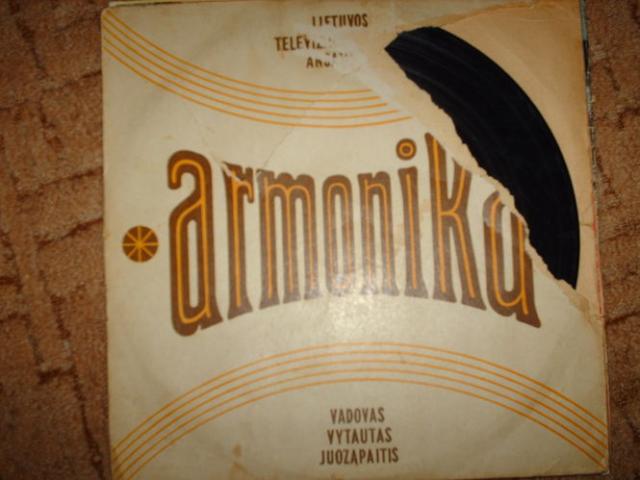 LIETUVOS
armonika
VADOVAS
VYTAUTAS
JUOZAPAITIS